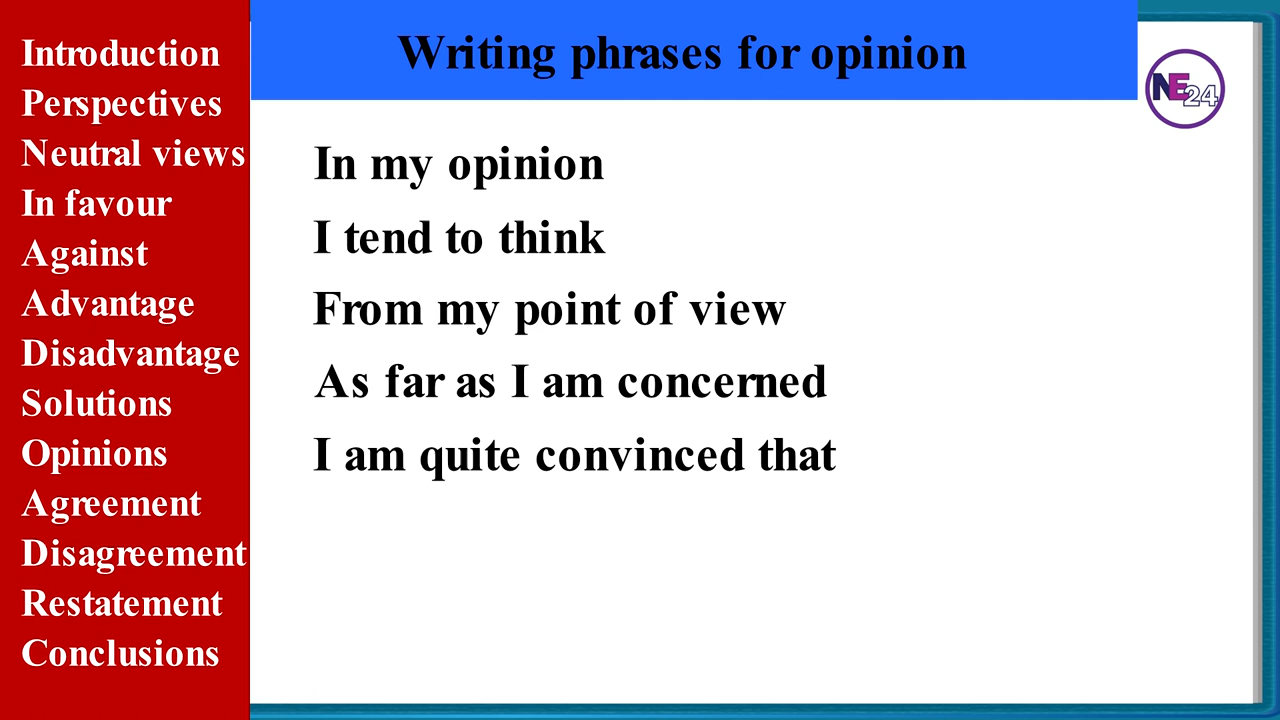 Introduction
Perspectives
Neutral views
In favour
Against
Advantage
Disadvantage
Solutions
Opinions
Agreement
Disagreement
Restatement
Conclusions
Writing phrases for opinion
NE24
In my opinion
I tend to think
From my point of view
As far as I am concerned
I am quite convinced that